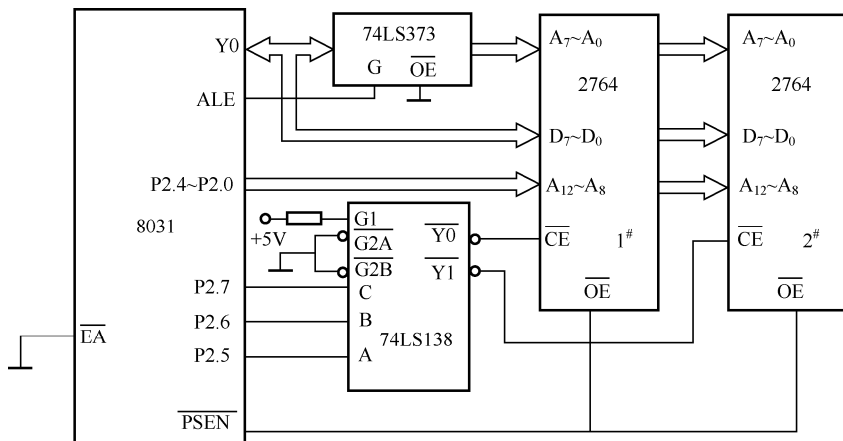 Y0
ALE
P2.4~P2.0
8031
P2.7
P2.6
P2.5
EA
PSEN
74LS373
G OE
+5V
G1
G2A
G2B
C
B
A
Y0
Y1
74LS138
A7~A0
2764
D7~D0
A12~A8
CE 1#
OE
A7~A0
2764
D7~D0
A12~A8
CE 2#
OE